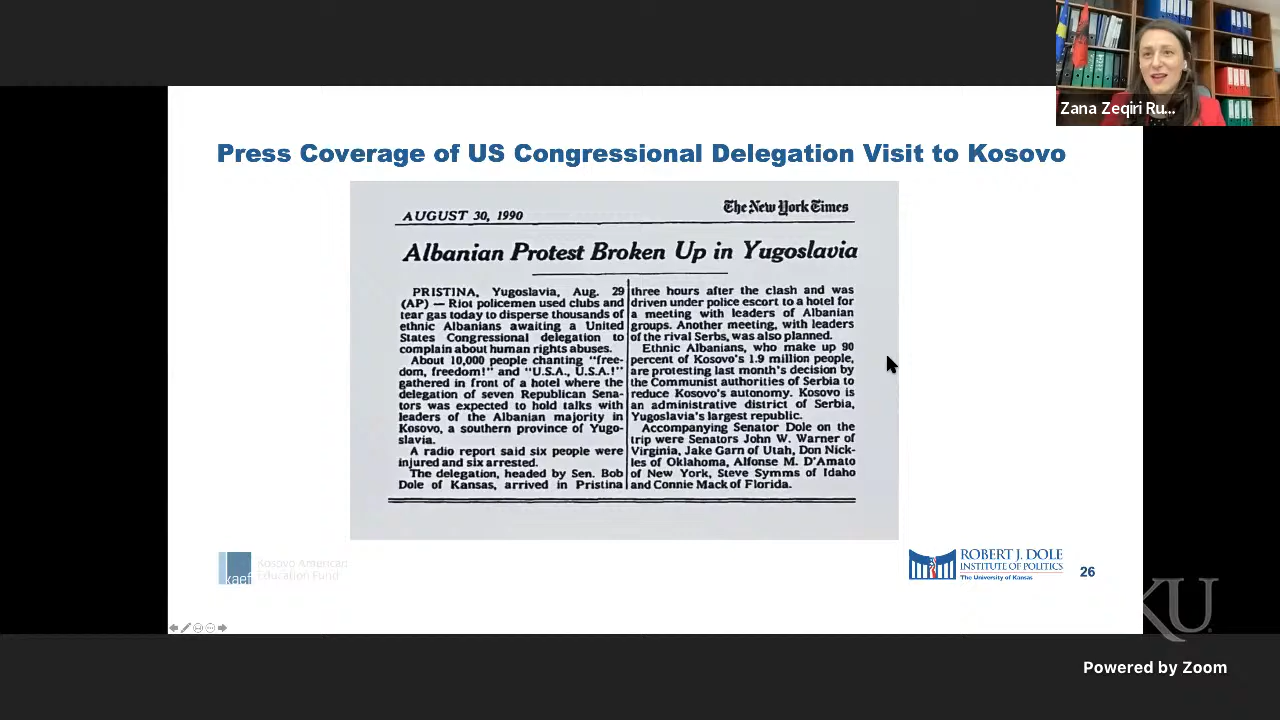 Zana Zeqiri Ru...
Press Coverage of US Congressional Delegation Visit to Kosovo
AUGUST 30, 1990
The New York Times
Albanian Protest Broken Up in Yugoslavia
PRISTINA, Yugoslavia, Aug. 29
(AP) — Riot policemen used clubs and
tear gas today to disperse thousands of
ethnic Albanians awaiting a United
States Congressional delegation to
complain about human rights abuses.
About 10,000 people chanting "free-
dom, freedom!" and "U.S.A., U.S.A.!"
gathered in front of a hotel where the
delegation of seven Republican Sena-
tors was expected to hold talks with
leaders of the Albanian majority in
Kosovo, a southern province of Yugo-
slavia.
A radio report said six people were
injured and six arrested.
The delegation, headed by Sen. Bob
Dole of Kansas, arrived in Pristina
three hours after the clash and was
driven under police escort to a hotel for
a meeting with leaders of Albanian
groups. Another meeting, with leaders
of the rival Serbs, was also planned.
Ethnic Albanians, who make up 90
percent of Kosovo's 1.9 million people,
are protesting last month's decision by
the Communist authorities of Serbia to
reduce Kosovo's autonomy. Kosovo is
an administrative district of Serbia,
Yugoslavia's largest republic.
Accompanying Senator Dole on the
trip were Senators John W. Warner of
Virginia, Jake Garn of Utah, Don Nick-
les of Oklahoma, Alfonse M. D'Amato
of New York, Steve Symms of Idaho
and Connie Mack of Florida.
kaef
Kosovo American
Education Fund
ROBERT J. DOLE
INSTITUTE OF POLITICS
The University of Kansas
26
KU
Powered by Zoom